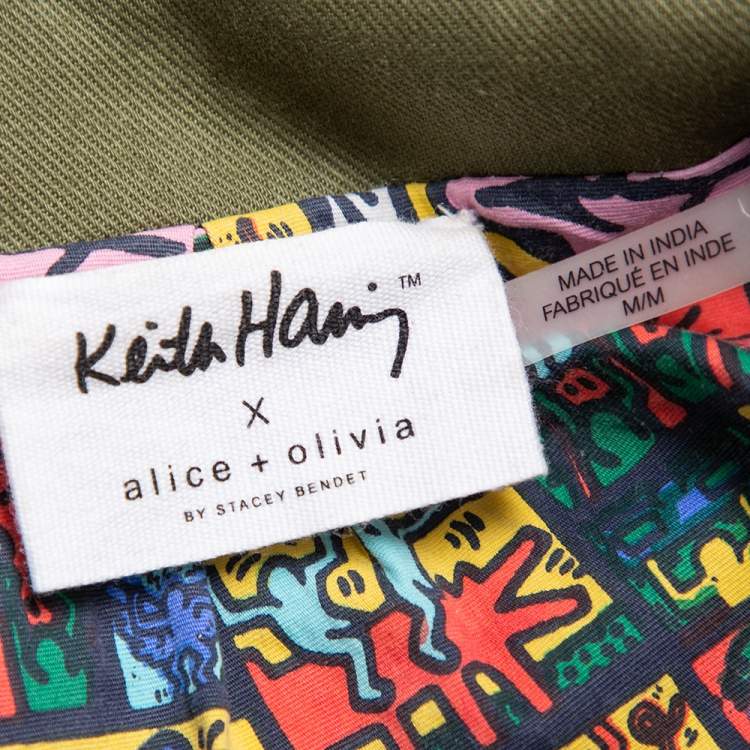 Keith Haring™
X
alice + olivia
BY STACEY BENDET
MADE IN INDIA
FABRIQUÉ EN INDE
M/M